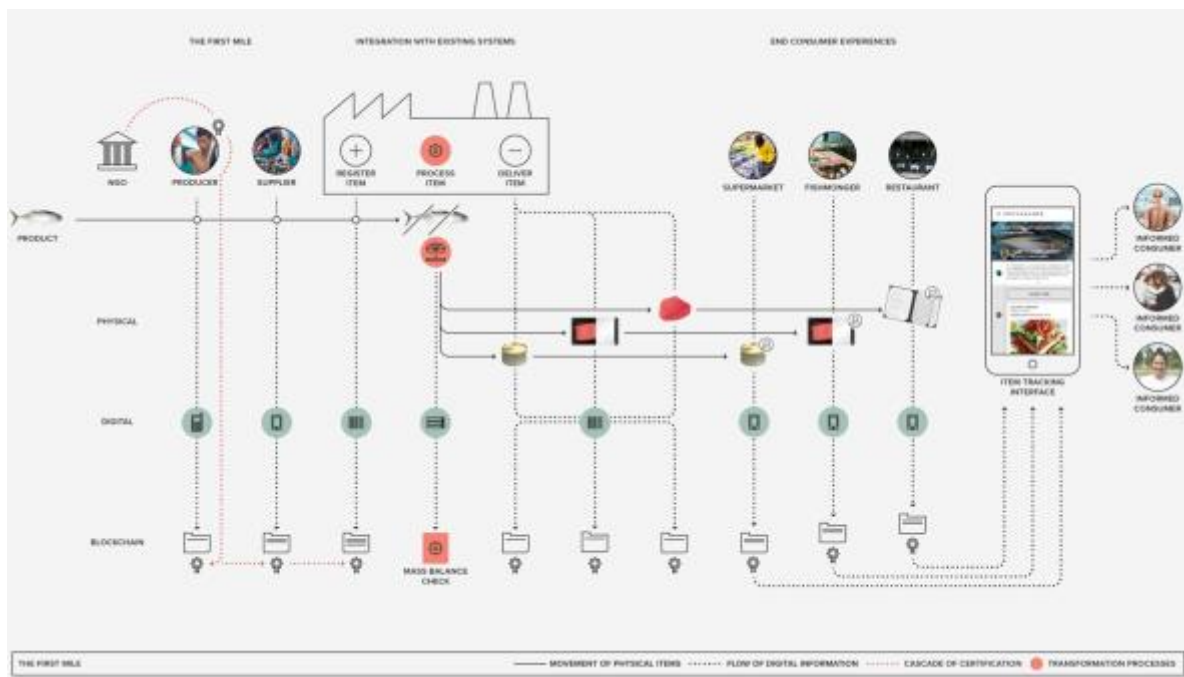 THE FIRST MILE
INTEGRATION WITH EXISTING SYSTEMS
END CONSUMER EXPERIENCES
NGO
PRODUCER
SUPPLIER
REGISTER
ITEM
PROCESS
ITEM
DELIVER
ITEM
SUPERMARKET
FISHMONGER
RESTAURANT
PRODUCT
INFORMED
CONSUMER
PHYSICAL
INFORMED
CONSUMER
ITEM TRACKING
INTERFACE
INFORMED
CONSUMER
DIGITAL
BLOCKCHAIN
MASS BALANCE
CHECK
THE FIRST MILE
MOVEMENT OF PHYSICAL ITEMS
FLOW OF DIGITAL INFORMATION
CASCADE OF CERTIFICATION
TRANSFORMATION PROCESSES